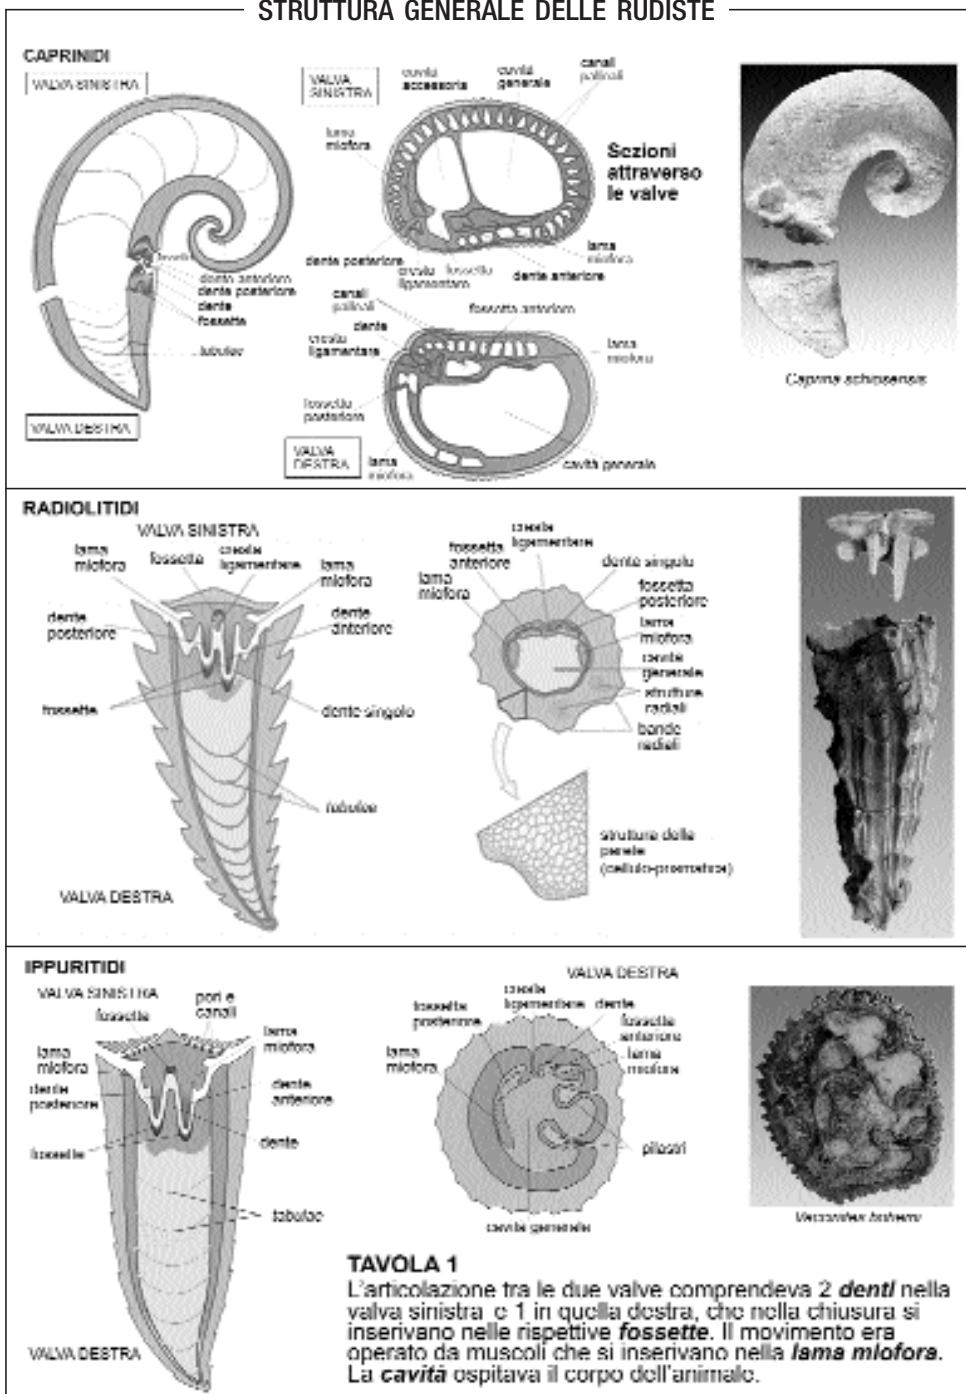 STRUTTURA GENERALE DELLE RUDISTE
CAPRINIDI
VALVA SINISTRA
dente anteriore
dente posteriore
dente
fossetta
tabulae
VALVA DESTRA
VALVA
SINISTRA
cavità
accessoria
cavità
generale
canali
palleali
lama
miofora
Sezioni
attraverso
le valve
dente posteriore
cresta
ligamentare
fossetta
dente anteriore
lama
miofora
canali
palleali
fossetta anteriore
dente
cresta
ligamentare
lama
miofora
fossetta
posteriore
VALVA
DESTRA
lama
miofora
cavità generale
Caprina schiosensis
RADIOLITIDI
VALVA SINISTRA
lama
miofora
fossetta
cresta
ligamentare
lama
miofora
dente
posteriore
dente
anteriore
fossette
dente singolo
tabulae
VALVA DESTRA
cresta
ligamentare
fossetta
anteriore
dente singolo
lama
miofora
fossetta
posteriore
lama
miofora
cavità
generale
strutture
radiali
bande
radiali
struttura della
parete
(cellulo-prismatica)
IPPURITIDI
VALVA SINISTRA
fossette
pori e
canali
lama
miofora
lama
miofora
dente
posteriore
dente
anteriore
fossette
dente
tabulae
VALVA DESTRA
VALVA DESTRA
cresta
ligamentare
dente
fossetta
posteriore
fossette
anteriore
lama
miofora
lama
miofora
pilastri
cavità generale
TAVOLA 1
L'articolazione tra le due valve comprendeva 2 denti nella
valva sinistra e 1 in quella destra, che nella chiusura si
inserivano nelle rispettive fossette. Il movimento era
operato da muscoli che si inserivano nella lama miofora.
La cavità ospitava il corpo dell'animale.